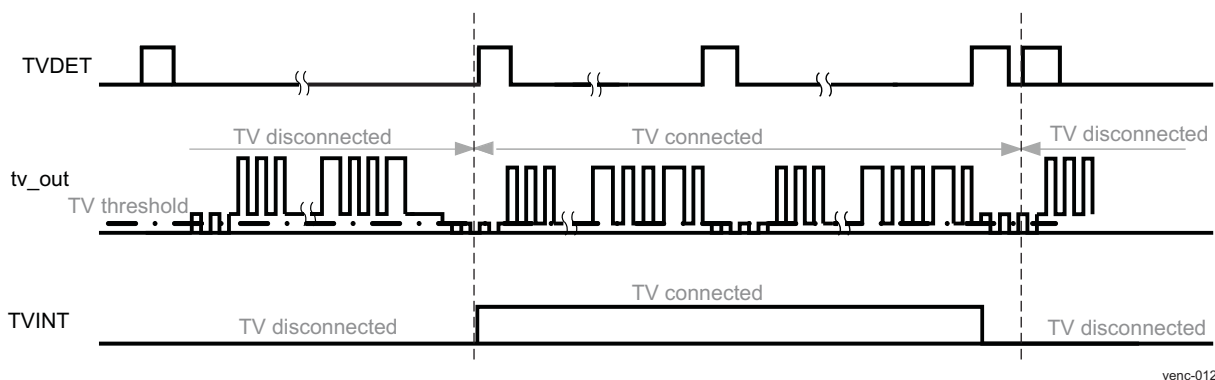 TVDET
TV disconnected
TV connected
TV disconnected
tv_out
TV threshold
TV connected
TVINT
TV disconnected
TV disconnected
venc-012